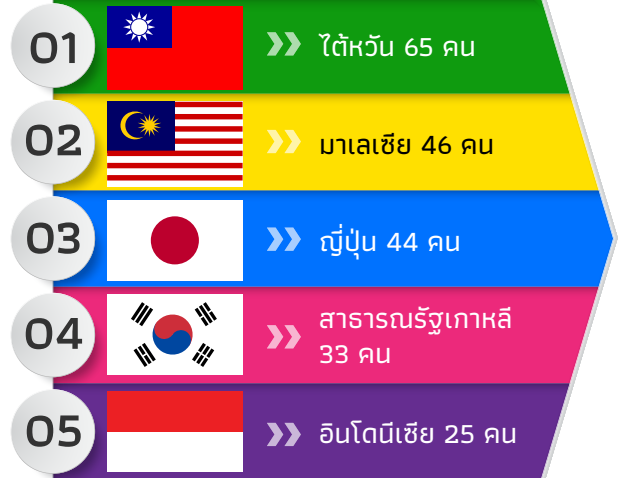 01
ไต้หวัน 65 คน
02
มาเลเซีย 46 คน
03
ญี่ปุ่น 44 คน
04
สาธารณรัฐเกาหลี
33 คน
05
อินโดนีเซีย 25 คน